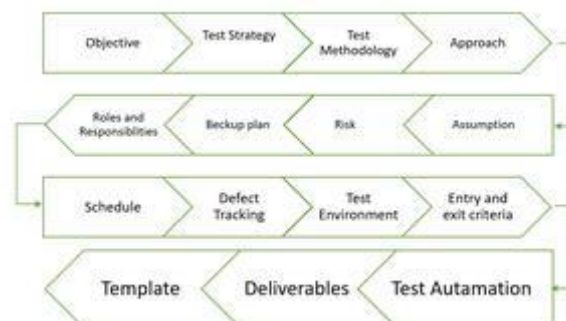 Objective
Test Strategy
Test
Methodology
Approach
Roles and
Responsiblities
Beckup plan
Risk
Assumption
Schedule
Defect
Tracking
Test
Environment
Entry and
exit criteria
Template
Deliverables
Test Autamation